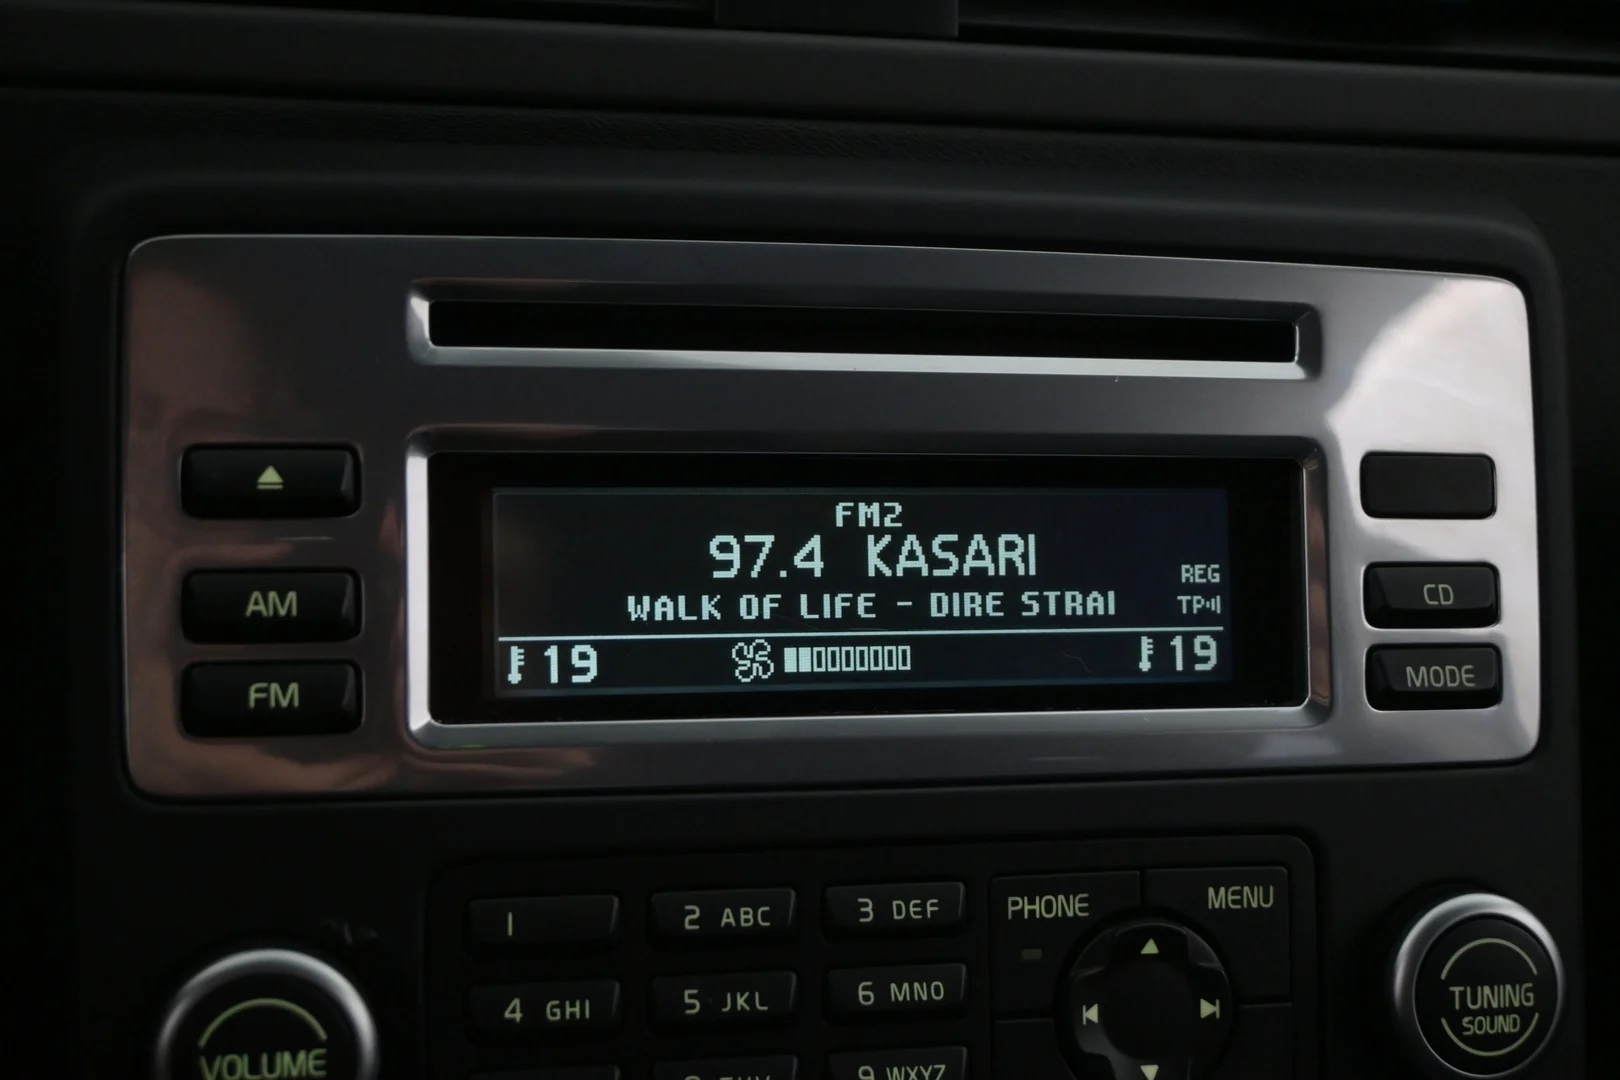 FM2
97.4 KASARI
REG
WALK OF LIFE - DIRE STRAI
TP
19
19
AM
FM
CD
MODE
1
2 ABC
3 DEF
PHONE
MENU
4 GHI
5 JKL
6 MNO
TUNING
SOUND
VOLUME
9 WXYZ